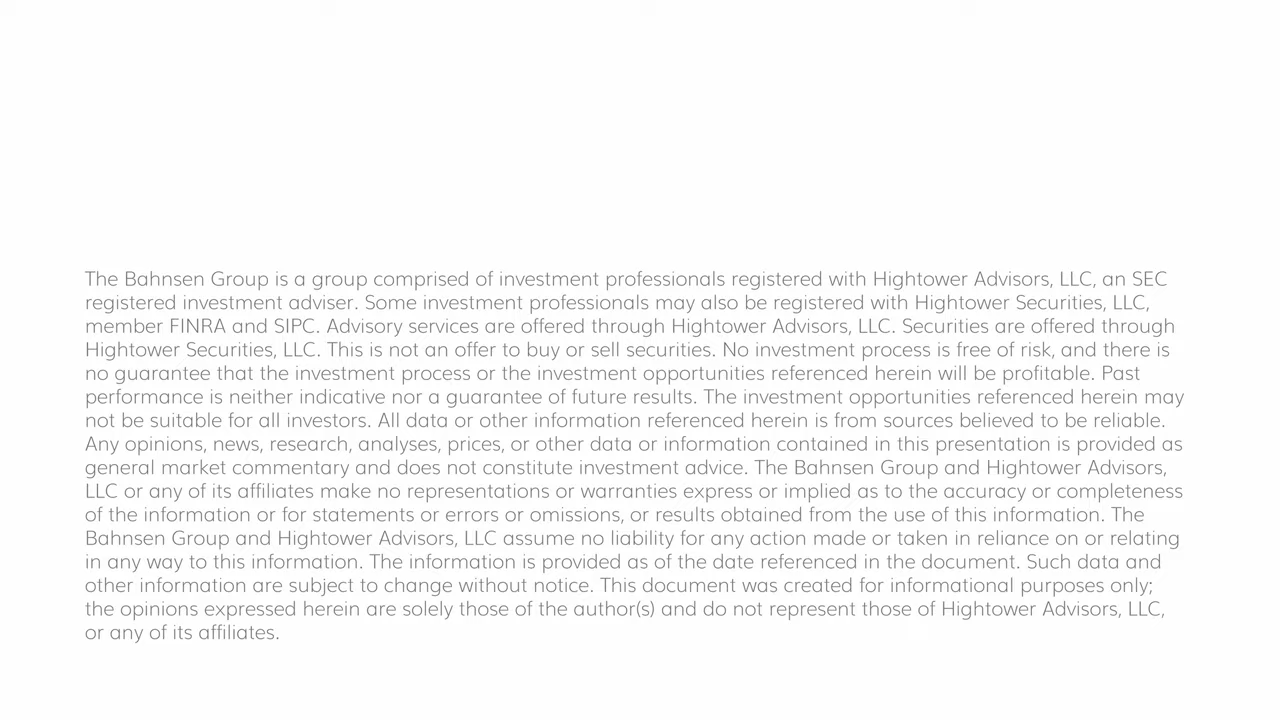 The Bahnsen Group is a group comprised of investment professionals registered with Hightower Advisors, LLC, an SEC
registered investment adviser. Some investment professionals may also be registered with Hightower Securities, LLC,
member FINRA and SIPC. Advisory services are offered through Hightower Advisors, LLC. Securities are offered through
Hightower Securities, LLC. This is not an offer to buy or sell securities. No investment process is free of risk, and there is
no guarantee that the investment process or the investment opportunities referenced herein will be profitable. Past
performance is neither indicative nor a guarantee of future results. The investment opportunities referenced herein may
not be suitable for all investors. All data or other information referenced herein is from sources believed to be reliable.
Any opinions, news, research, analyses, prices, or other data or information contained in this presentation is provided as
general market commentary and does not constitute investment advice. The Bahnsen Group and Hightower Advisors,
LLC or any of its affiliates make no representations or warranties express or implied as to the accuracy or completeness
of the information or for statements or errors or omissions, or results obtained from the use of this information. The
Bahnsen Group and Hightower Advisors, LLC assume no liability for any action made or taken in reliance on or relating
in any way to this information. The information is provided as of the date referenced in the document. Such data and
other information are subject to change without notice. This document was created for informational purposes only;
the opinions expressed herein are solely those of the author(s) and do not represent those of Hightower Advisors, LLC,
or any of its affiliates.